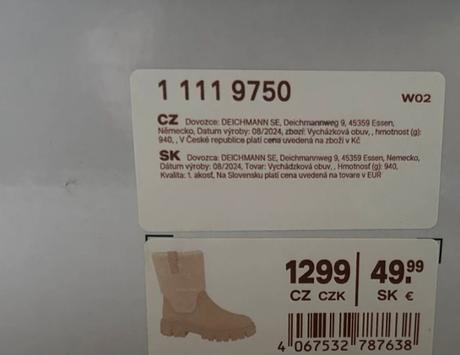 1 111 9750
W02
CZ Dovozce: DEICHMANN SE, Deichmannweg 9, 45359 Essen,
Německo, Datum výroby: 08/2024, zboží: Vycházková obuv, , hmotnost (g):
940, , V České republice platí cena uvedená na zboží v Kč
SK Dovozca: DEICHMANN SE, Deichmannweg 9, 45359 Essen, Nemecko,
Dátum výroby: 08/2024, Tovar: Vychádzková obuv, , Hmotnosť (g): 940,
Kvalita: 1. akosť, Na Slovensku platí cena uvedená na tovare v EUR
1299 49.99
CZ CZK SK €
4 067532 787638